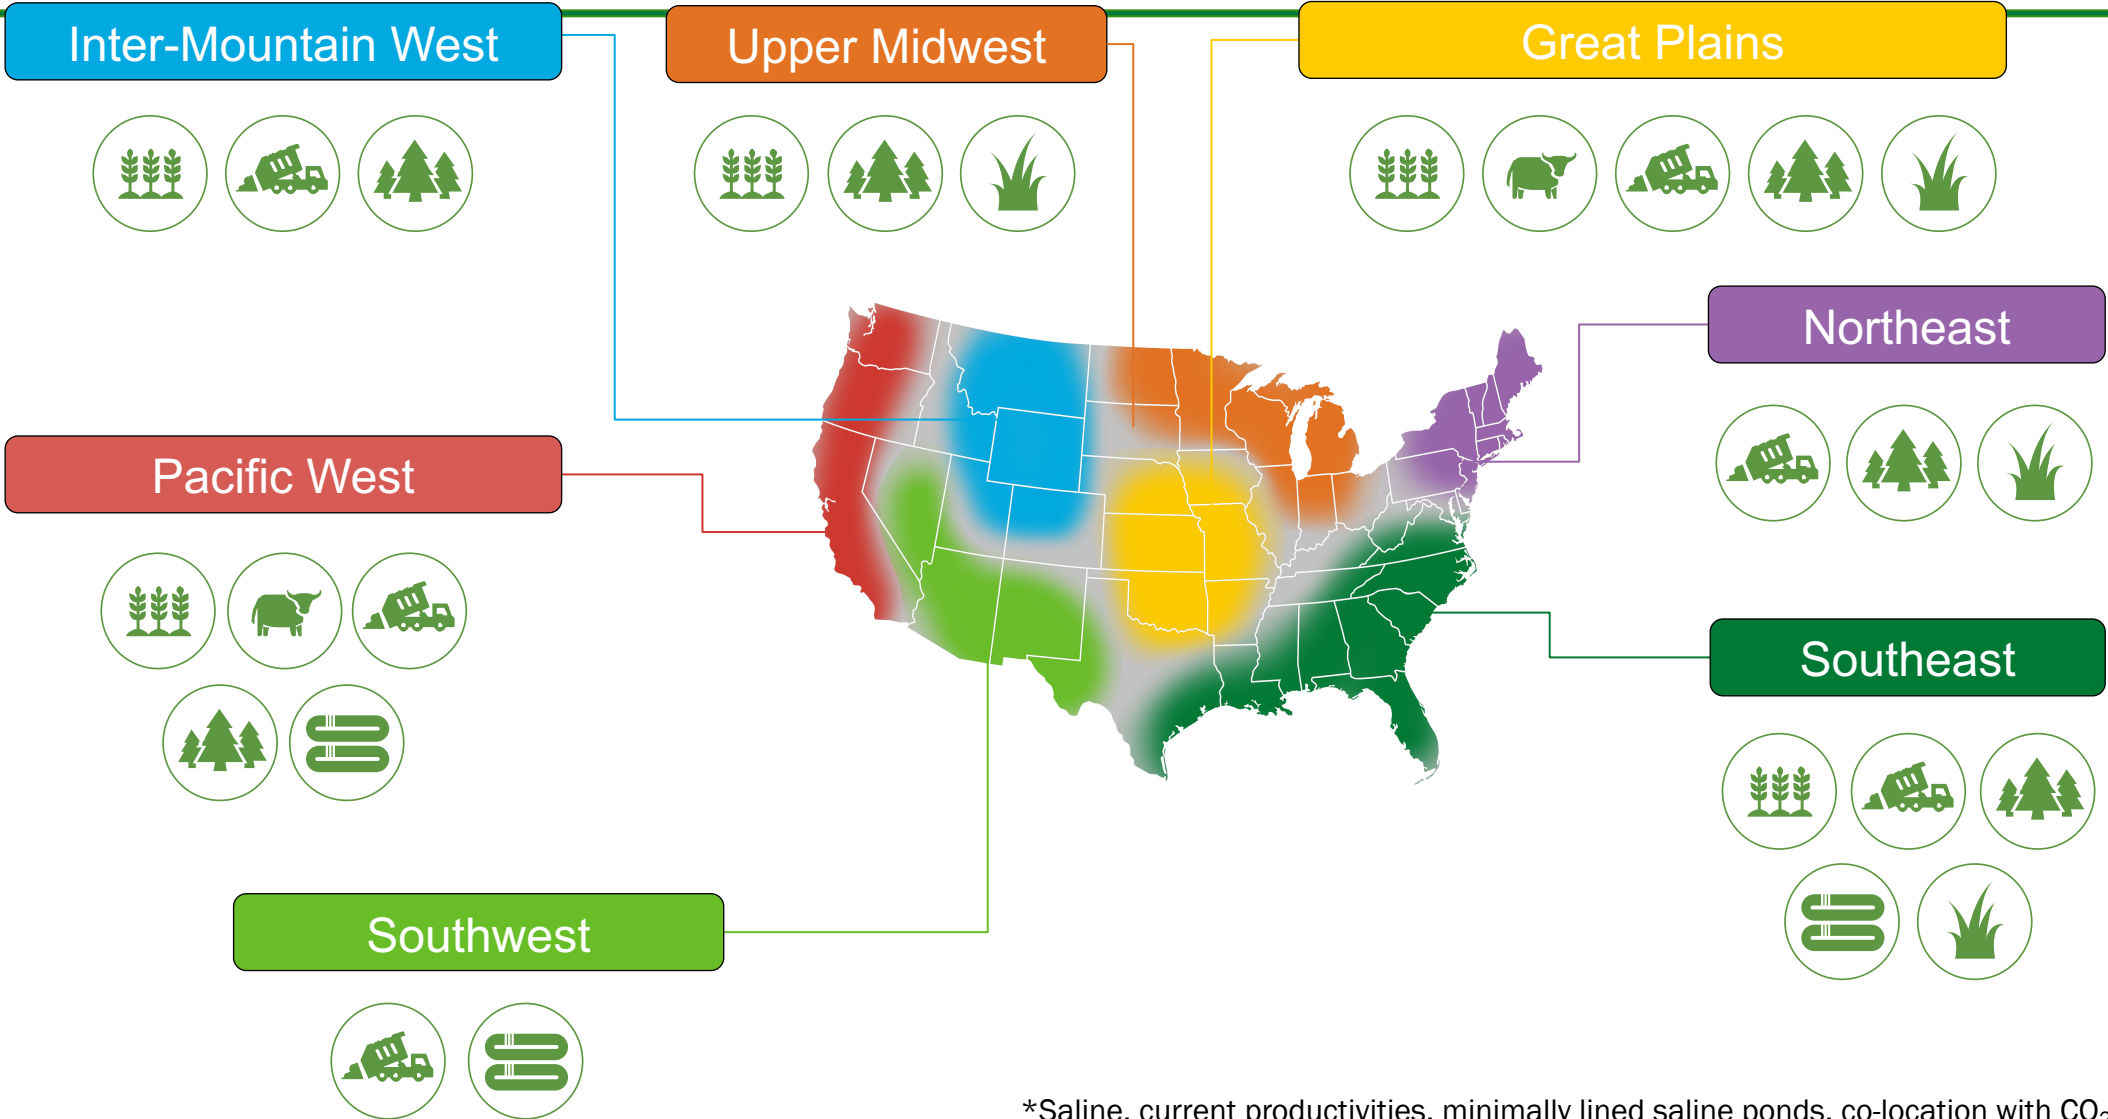 Inter-Mountain West
Upper Midwest
Great Plains
Northeast
Pacific West
Southeast
Southwest
*Saline, current productivities, minimally lined saline ponds, co-location with CO₂